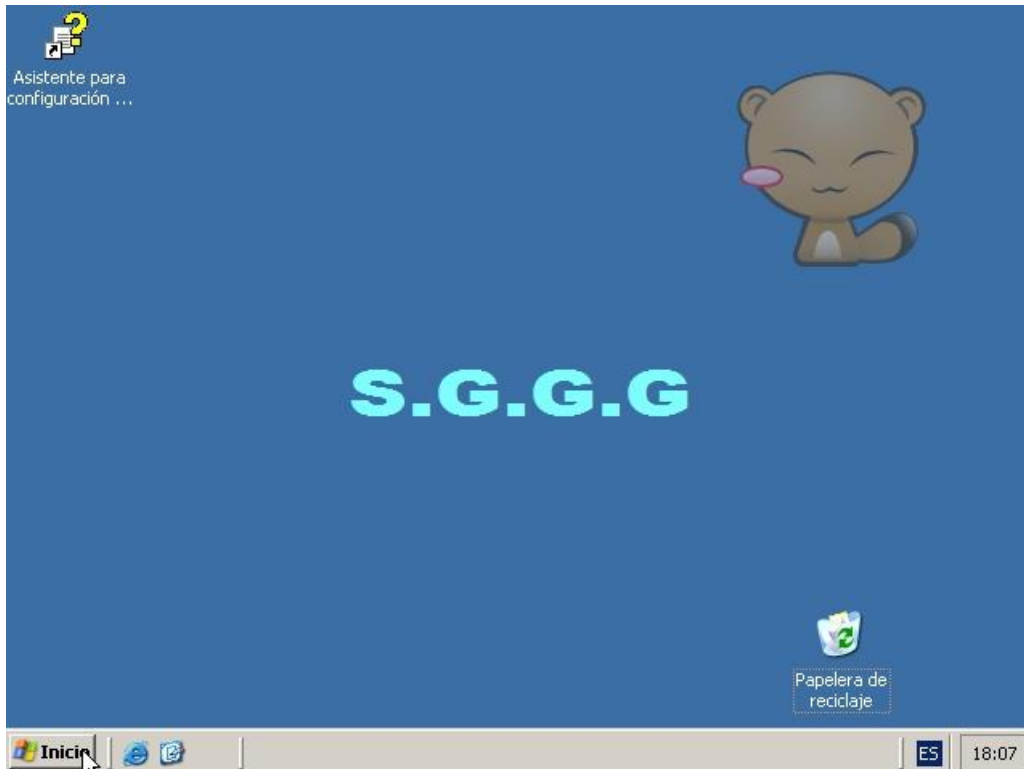 Asistente para
configuración ...
S.G.G.G
Papelera de
reciclaje
Inicio
ES
18:07